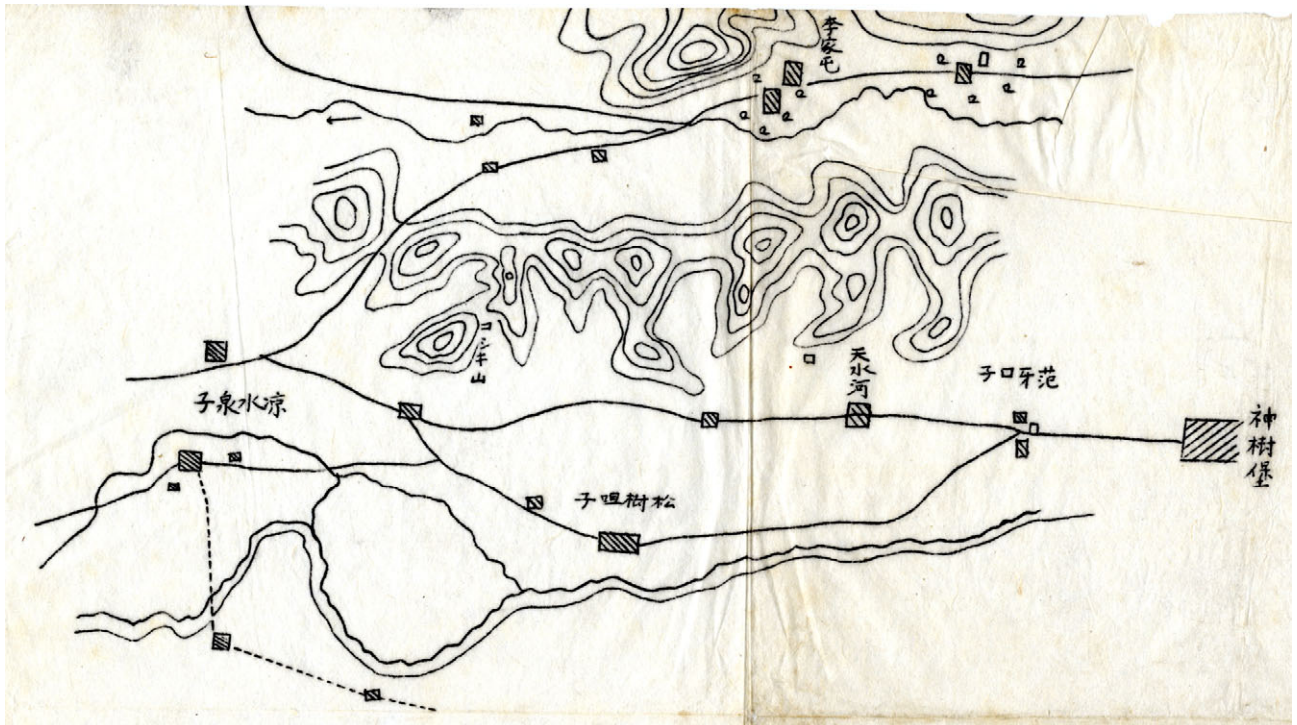 李家屯
コシキ山
天水河
范牙口子
神樹堡
凉水泉子
松樹咀子